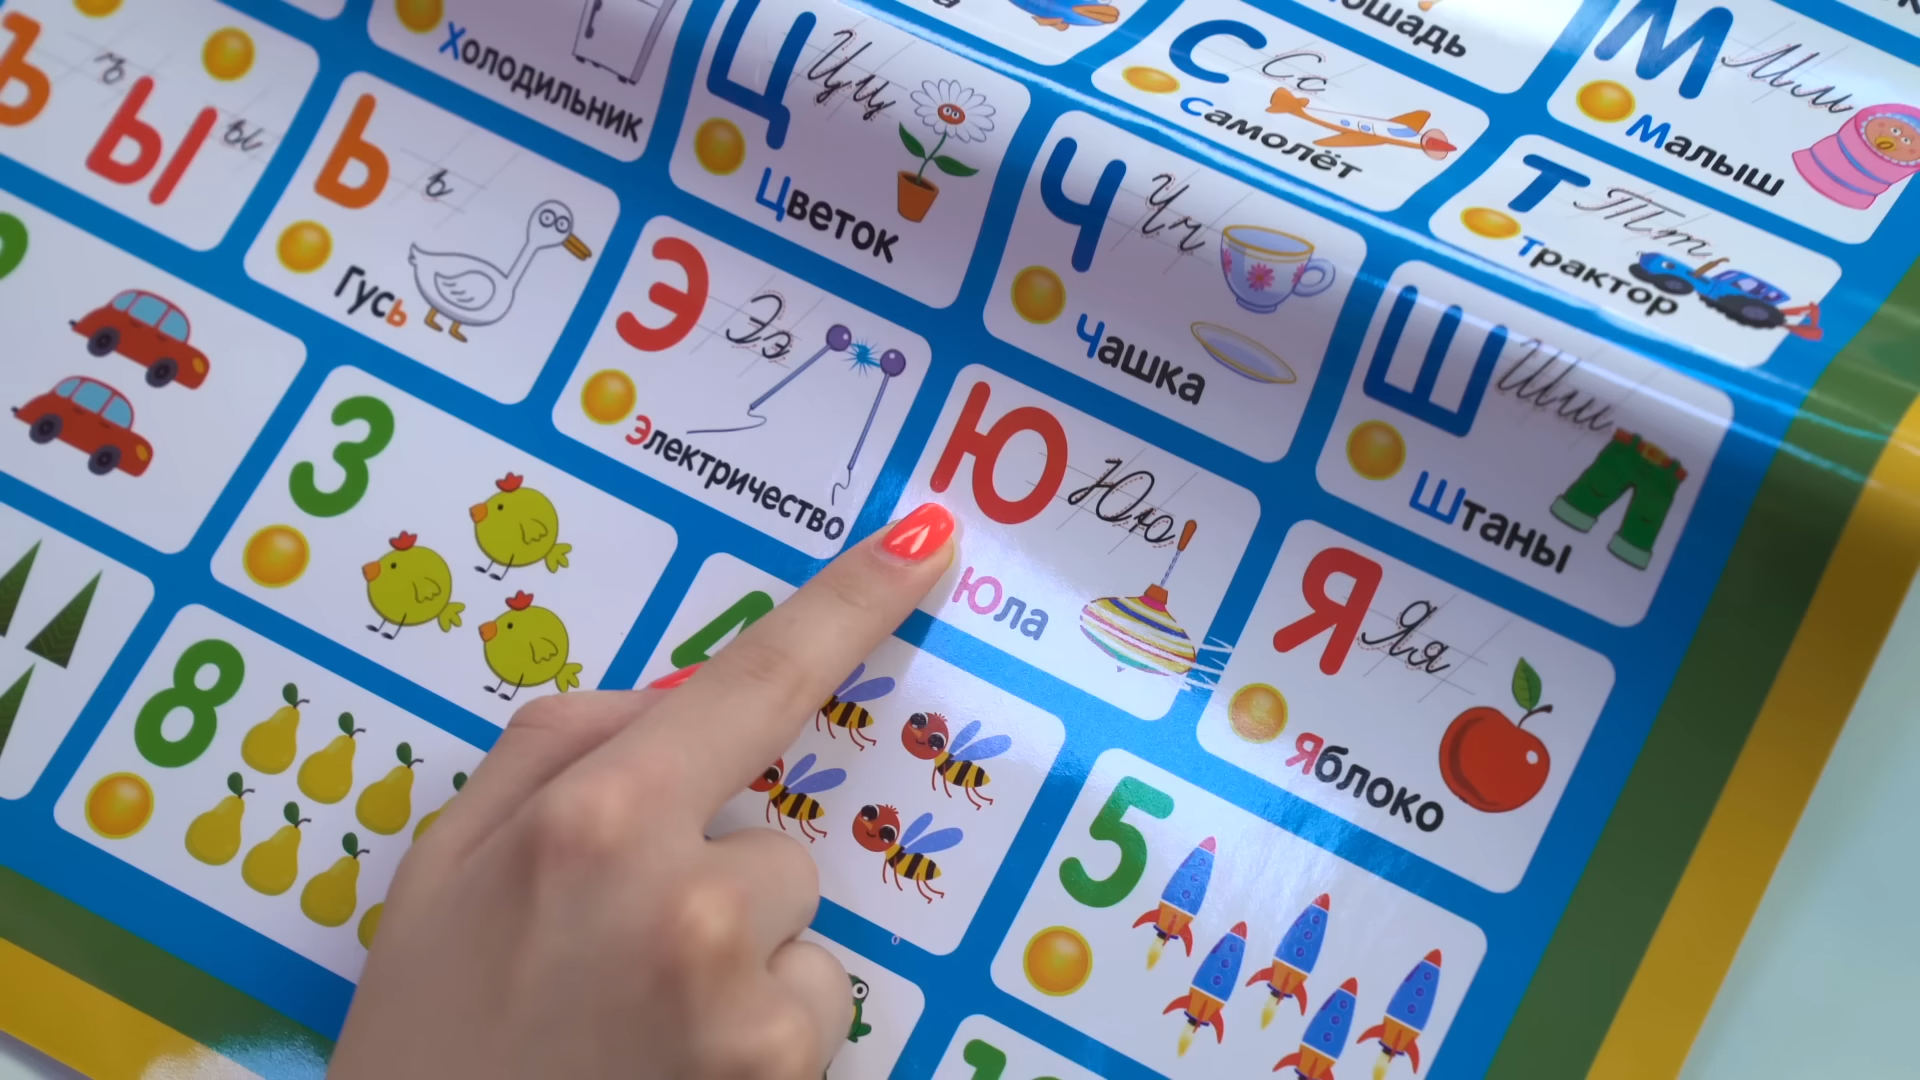 Холодильник
Ц Цц
Цветок
С Сс
самолёт
М Мм
Малыш
Ъ ъ
Ы ы
Ь ь
Гусь
Э Ээ
Электричество
Ч Чч
Чашка
Т Тт
Трактор
Ю Юю
Юла
Ш Шш
Штаны
Я Яя
Яблоко
3
8
5